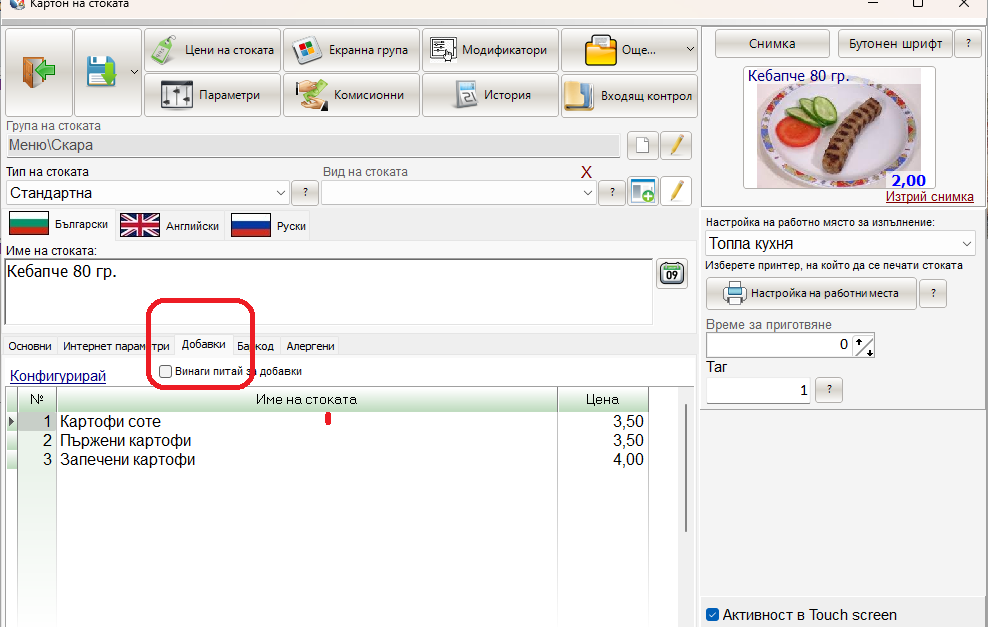 Картон на стоката
Цени на стоката
Екранна група
Модификатори
Още...
Параметри
Комисионни
История
Входящ контрол
Снимка
Бутонен шрифт
?
Кебапче 80 гр.
2,00
Изтрий снимка
Група на стоката
Меню\Скара
Тип на стоката
Вид на стоката
X
Стандартна
?
?
Български
Английски
Руски
Име на стоката:
Кебапче 80 гр.
09
Настройка на работно място за изпълнение:
Топла кухня
Изберете принтер, на който да се печати стоката
Настройка на работни места
?
Време за приготвяне
0
Таг
1
?
Основни
Интернет параметри
Добавки
Баркод
Алергени
Конфигурирай
Винаги питай за добавки
№
Име на стоката
Цена
1 Картофи соте 3,50
2 Пържени картофи 3,50
3 Запечени картофи 4,00
Активност в Touch screen